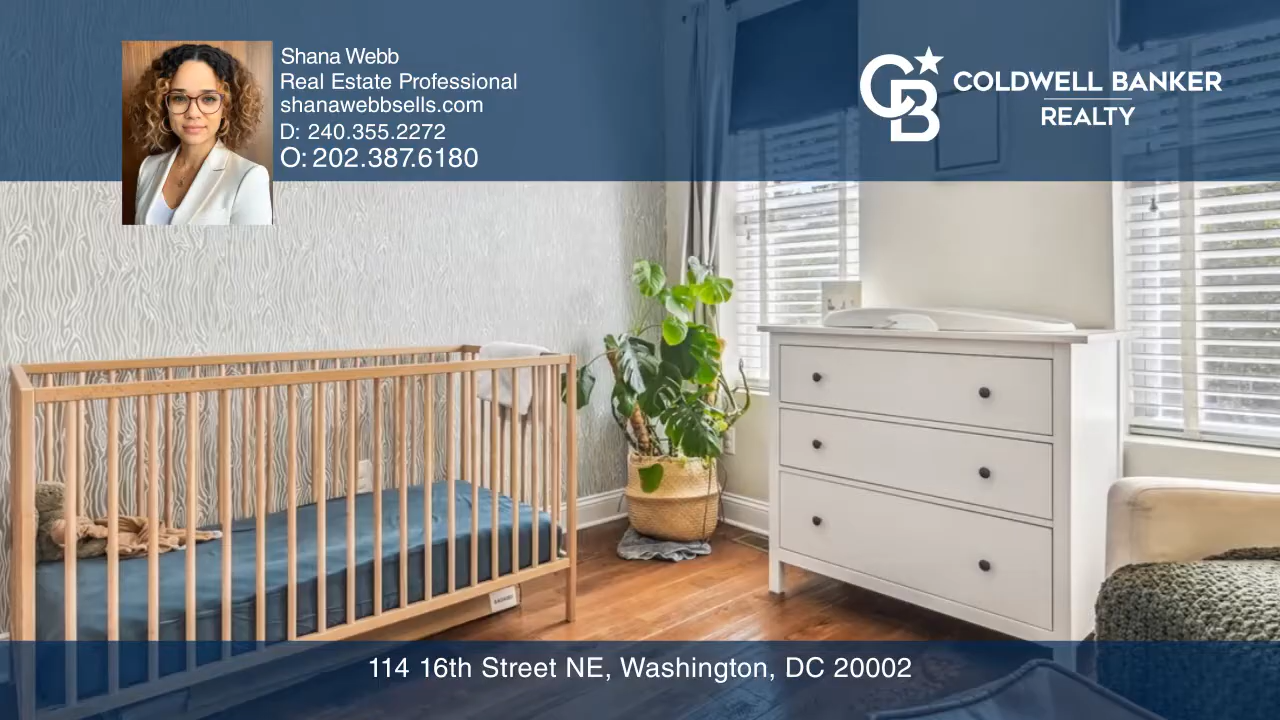 Shana Webb
Real Estate Professional
shanawebbsells.com
D: 240.355.2272
O: 202.387.6180
COLDWELL BANKER
REALTY
114 16th Street NE, Washington, DC 20002